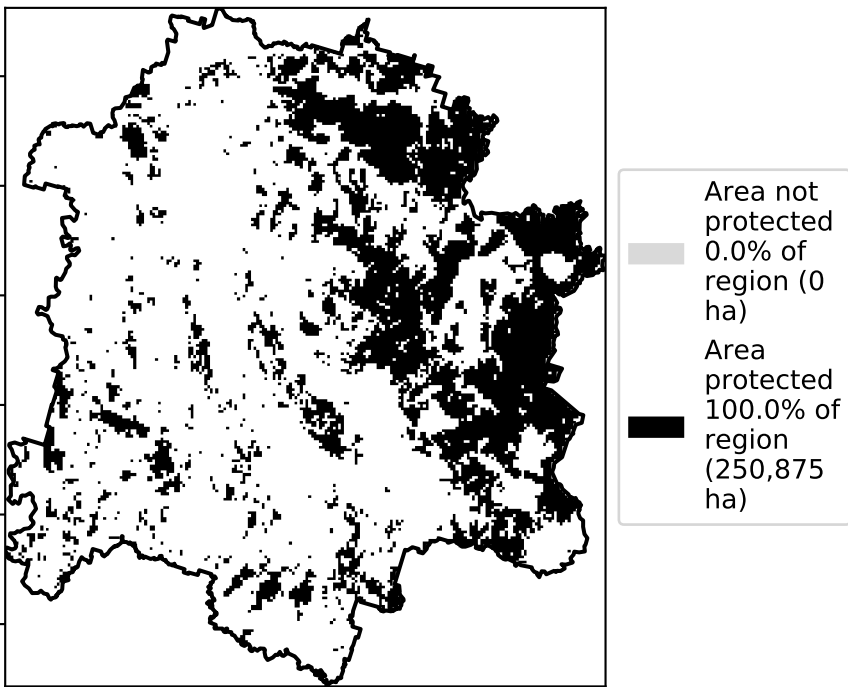 Area not
protected
0.0% of
region (0
ha)
Area
protected
100.0% of
region
(250,875
ha)